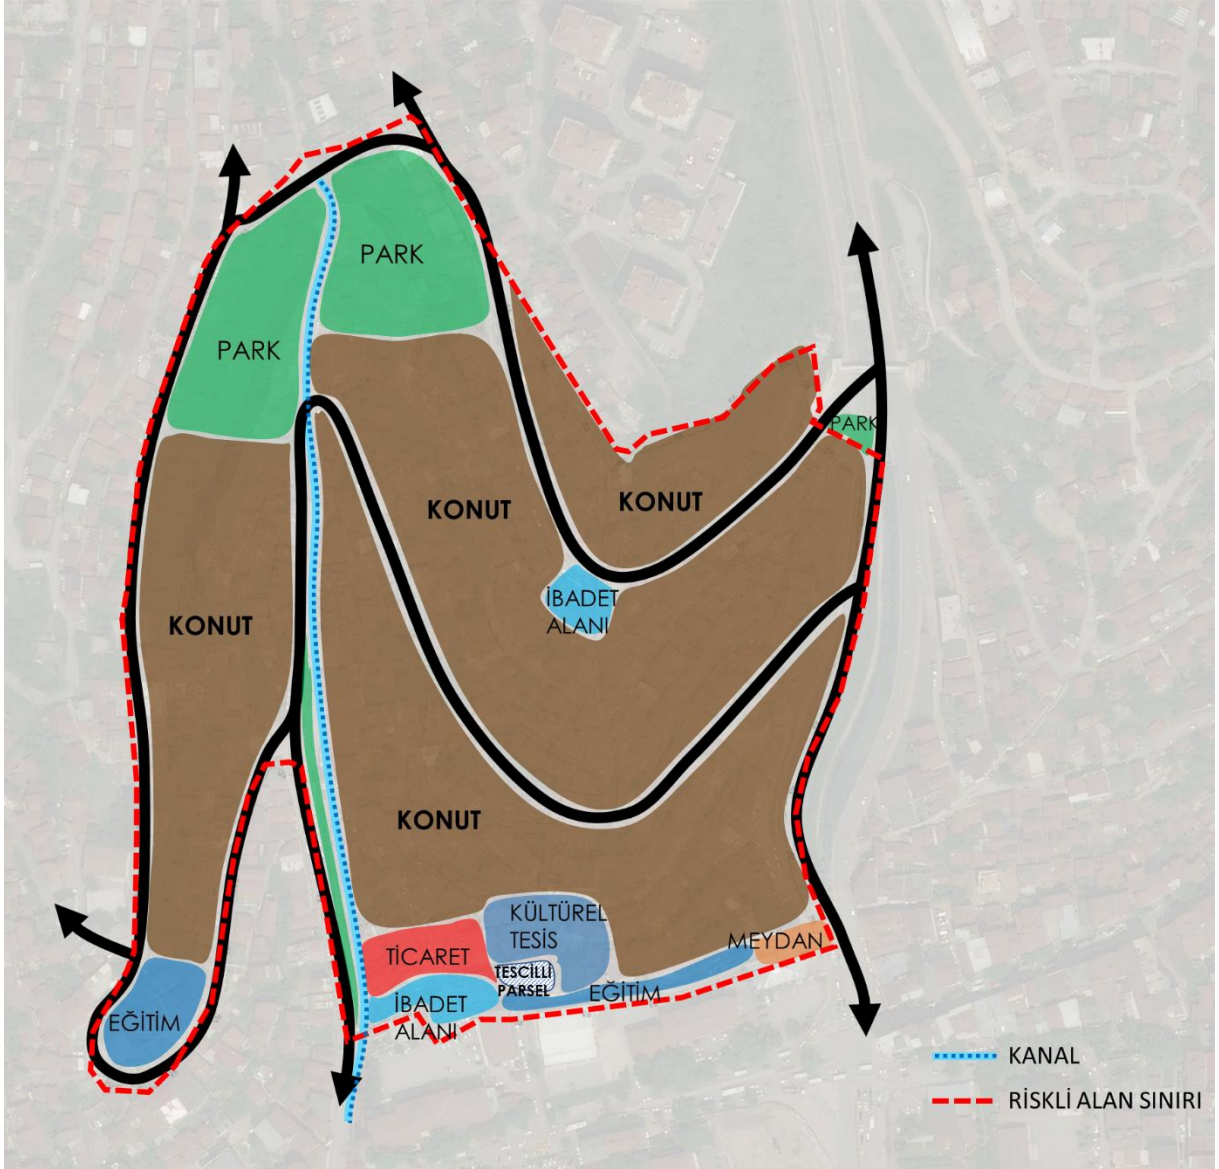 PARK
PARK
PARK
KONUT
KONUT
İBADET
ALANI
KONUT
KONUT
KÜLTÜREL
TESİS
TİCARET
MEYDAN
TESCİLLİ
PARSEL
EĞİTİM
İBADET
ALANI
EĞİTİM
KANAL
RİSKLİ ALAN SINIRI